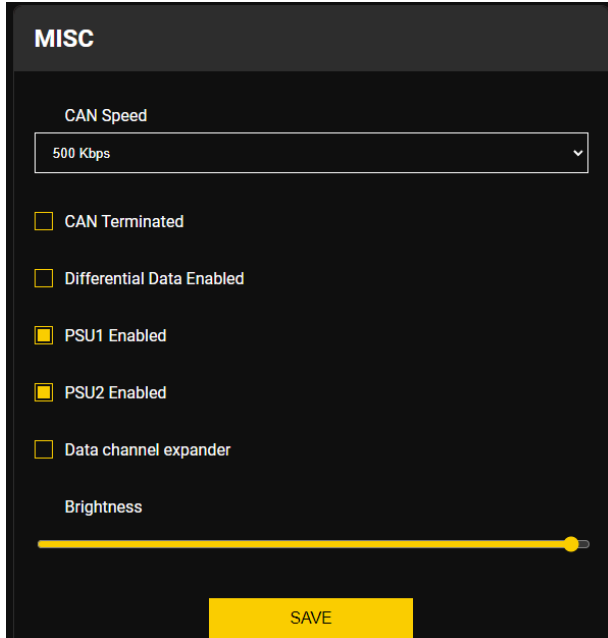 MISC
CAN Speed
500 Kbps
CAN Terminated
Differential Data Enabled
PSU1 Enabled
PSU2 Enabled
Data channel expander
Brightness
SAVE